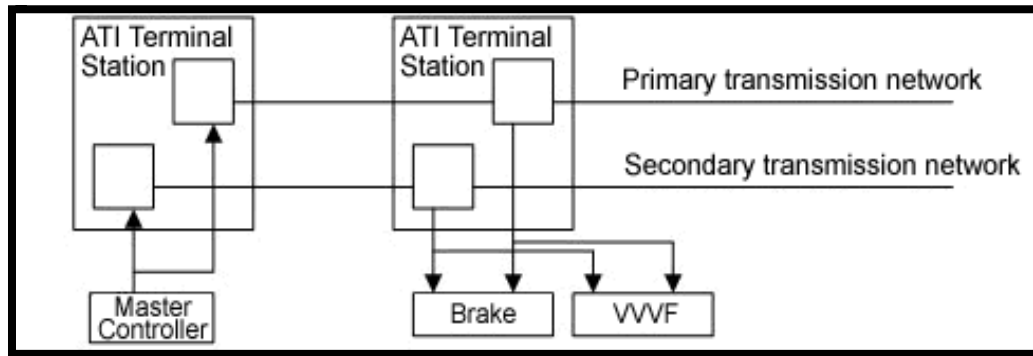 ATI Terminal
Station
ATI Terminal
Station
Primary transmission network
Secondary transmission network
Master
Controller
Brake
VVVF